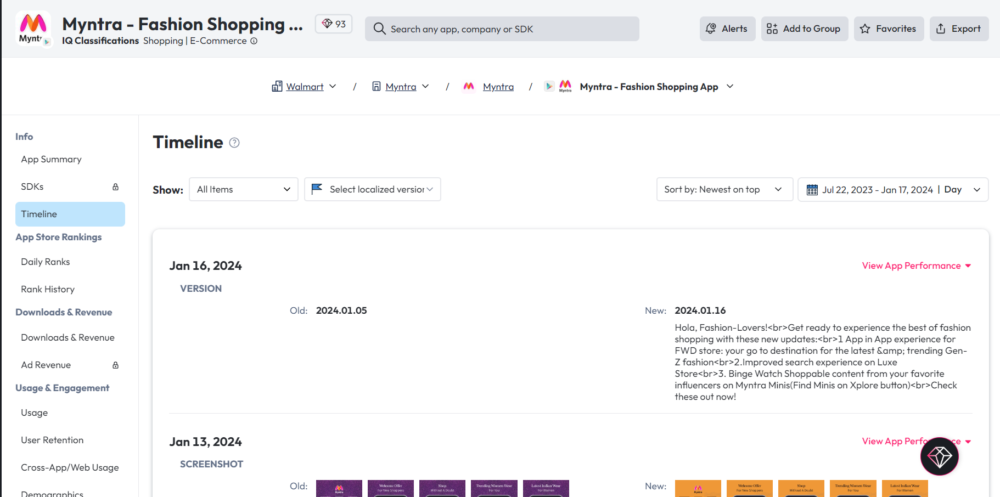 Myntra - Fashion Shopping ...
93
Search any app, company or SDK
Alerts
Add to Group
Favorites
Export
Myntra
IQ Classifications Shopping | E-Commerce
Walmart / Myntra / Myntra / Myntra Myntra - Fashion Shopping App
Info
App Summary
SDKs
Timeline
App Store Rankings
Daily Ranks
Rank History
Downloads & Revenue
Downloads & Revenue
Ad Revenue
Usage & Engagement
Usage
User Retention
Cross-App/Web Usage
Demographics
Timeline
Show: All Items
Select localized version
Sort by: Newest on top
Jul 22, 2023 - Jan 17, 2024 | Day
Jan 16, 2024
View App Performance
VERSION
Old: 2024.01.05
New: 2024.01.16
Hola, Fashion-Lovers!<br>Get ready to experience the best of fashion
shopping with these new updates:<br>1 App in App experience for
FWD store: your go to destination for the latest &amp; trending Gen-
Z fashion<br>2.Improved search experience on Luxe
Store<br>3. Binge Watch Shoppable content from your favorite
influencers on Myntra Minis(Find Minis on Xplore button)<br>Check
these out now!
Jan 13, 2024
View App Performance
SCREENSHOT
Old:
Myntra
Welcome Offer
For New Shoppers
Shop
Without A Doubt
Trending Women Wear
For You
Latest Indian Wear
For Women
New:
Myntra
Welcome Offer
For New Shoppers
Shop
Without A Doubt
Trending Women Wear
For You
Latest Indian Wear
For Women